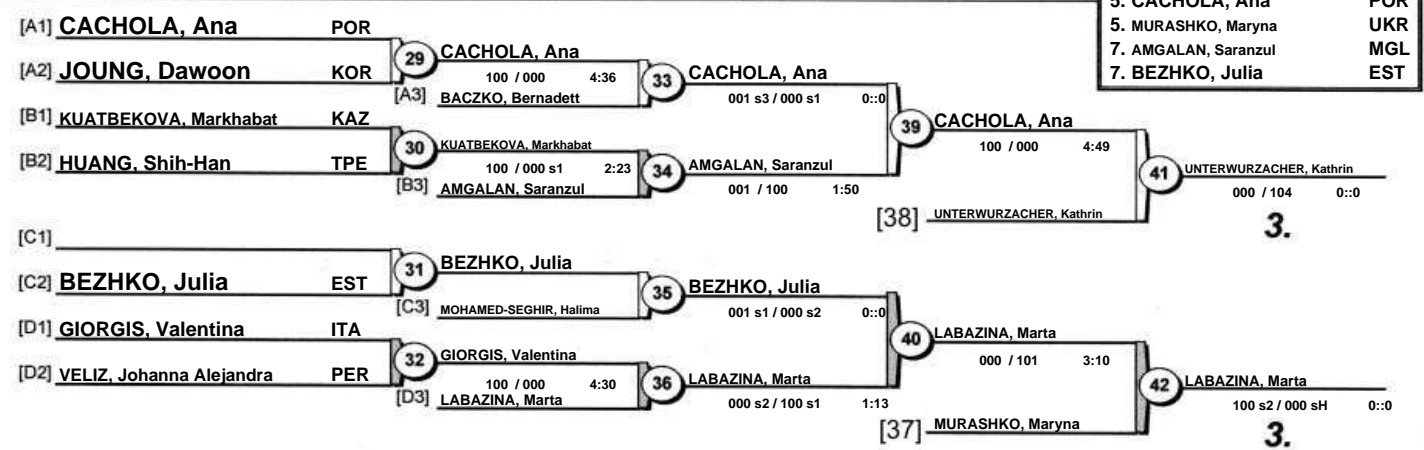 5. CACHOLA, Ana POR
5. MURASHKO, Maryna UKR
7. AMGALAN, Saranzul MGL
7. BEZHKO, Julia EST
[A1] CACHOLA, Ana POR
29 CACHOLA, Ana
[A2] JOUNG, Dawoon KOR
100 / 000 4:36
33 CACHOLA, Ana
[A3] BACZKO, Bernadett
001 s3 / 000 s1 0::0
[B1] KUATBEKOVA, Markhabat KAZ
39 CACHOLA, Ana
30 KUATBEKOVA, Markhabat
100 / 000 4:49
[B2] HUANG, Shih-Han TPE
100 / 000 s1 2:23
34 AMGALAN, Saranzul
41 UNTERWURZACHER, Kathrin
[B3] AMGALAN, Saranzul
001 / 100 1:50
000 / 104 0::0
[38] UNTERWURZACHER, Kathrin
3.
[C1]
31 BEZHKO, Julia
[C2] BEZHKO, Julia EST
35 BEZHKO, Julia
[C3] MOHAMED-SEGHIR, Halima
001 s1 / 000 s2 0::0
[D1] GIORGIS, Valentina ITA
40 LABAZINA, Marta
32 GIORGIS, Valentina
000 / 101 3:10
[D2] VELIZ, Johanna Alejandra PER
100 / 000 4:30
36 LABAZINA, Marta
42 LABAZINA, Marta
[D3] LABAZINA, Marta
000 s2 / 100 s1 1:13
100 s2 / 000 sH 0::0
[37] MURASHKO, Maryna
3.